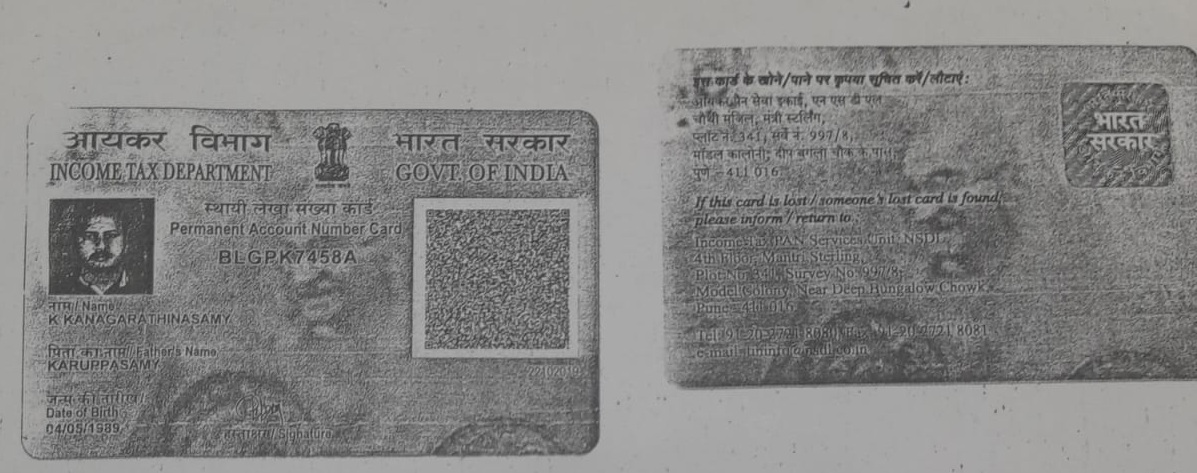 आयकर विभाग
INCOME TAX DEPARTMENT
भारत सरकार
GOVT. OF INDIA
स्थायी लेखा संख्या कार्ड
Permanent Account Number Card
BLGPK7458A
नाम / Name
K KANAGARATHINASAMY
पिता का नाम / Father's Name
KARUPPASAMY
जन्म की तारीख /
Date of Birth
04/05/1989
हस्ताक्षर / Signature
22102019
इस कार्ड के खोने/पाने पर कृपया सूचित करें/लौटाएं :
आयकर पैन सेवा इकाई, एन एस डी एल
चौथी मंजिल, मंत्री स्टर्लिंग,
प्लॉट नं. 341, सर्वे नं. 997/8,
मॉडल कालोनी, दीप बंगला चौक के पास,
पुणे - 411 016
भारत
सरकार
If this card is lost / someone's lost card is found,
please inform / return to :
Income Tax PAN Services Unit, NSDL
4th Floor, Mantri Sterling,
Plot No. 341, Survey No. 997/8,
Model Colony, Near Deep Bungalow Chowk,
Pune - 411 016
Tel: 91-20-2721 8080, Fax: 91-20-2721 8081
e-mail: tininfo@nsdl.co.in